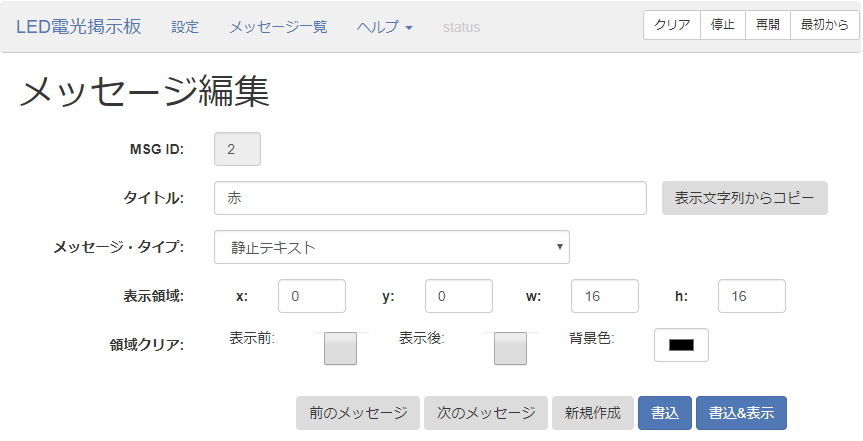 LED電光掲示板 設定 メッセージ一覧 ヘルプ status クリア 停止 再開 最初から
メッセージ編集
MSG ID: 2
タイトル: 赤 表示文字列からコピー
メッセージ・タイプ: 静止テキスト
表示領域: x: 0 y: 0 w: 16 h: 16
領域クリア: 表示前: 表示後: 背景色:
前のメッセージ 次のメッセージ 新規作成 書込 書込&表示